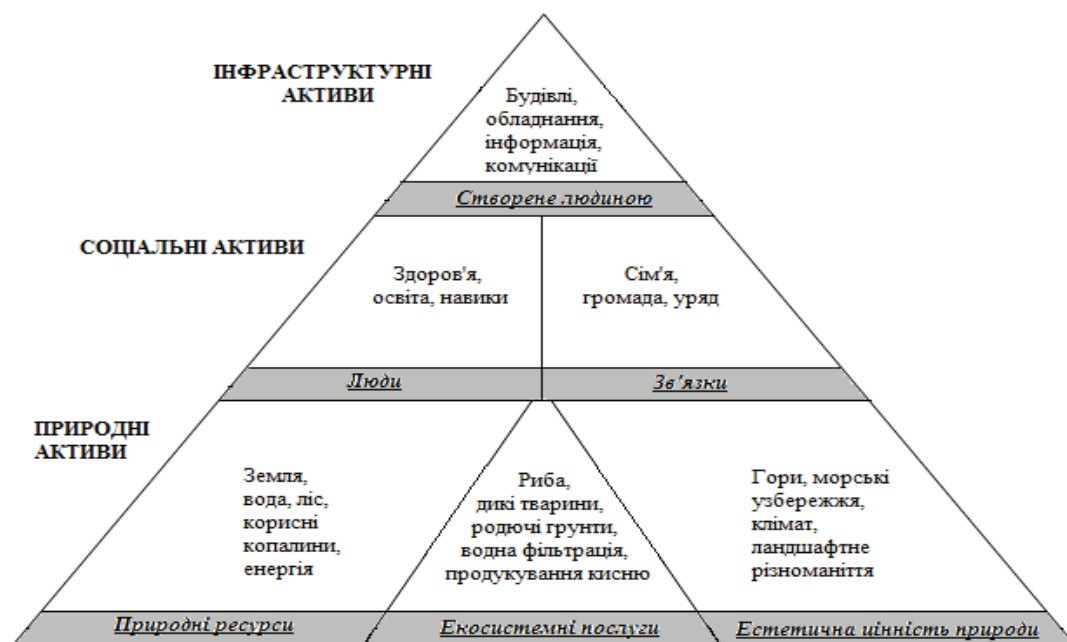 ІНФРАСТРУКТУРНІ
АКТИВИ
Будівлі,
обладнання,
інформація,
комунікації
Створене людиною
СОЦІАЛЬНІ АКТИВИ
Здоров'я,
освіта, навики
Сім'я,
громада, уряд
Люди
Зв'язки
ПРИРОДНІ
АКТИВИ
Земля,
вода, ліс,
корисні
копалини,
енергія
Риба,
дикі тварини,
родючі грунти,
водна фільтрація,
продукування кисню
Гори, морські
узбережжя,
клімат,
ландшафтне
різноманіття
Природні ресурси
Екосистемні послуги
Естетична цінність природи